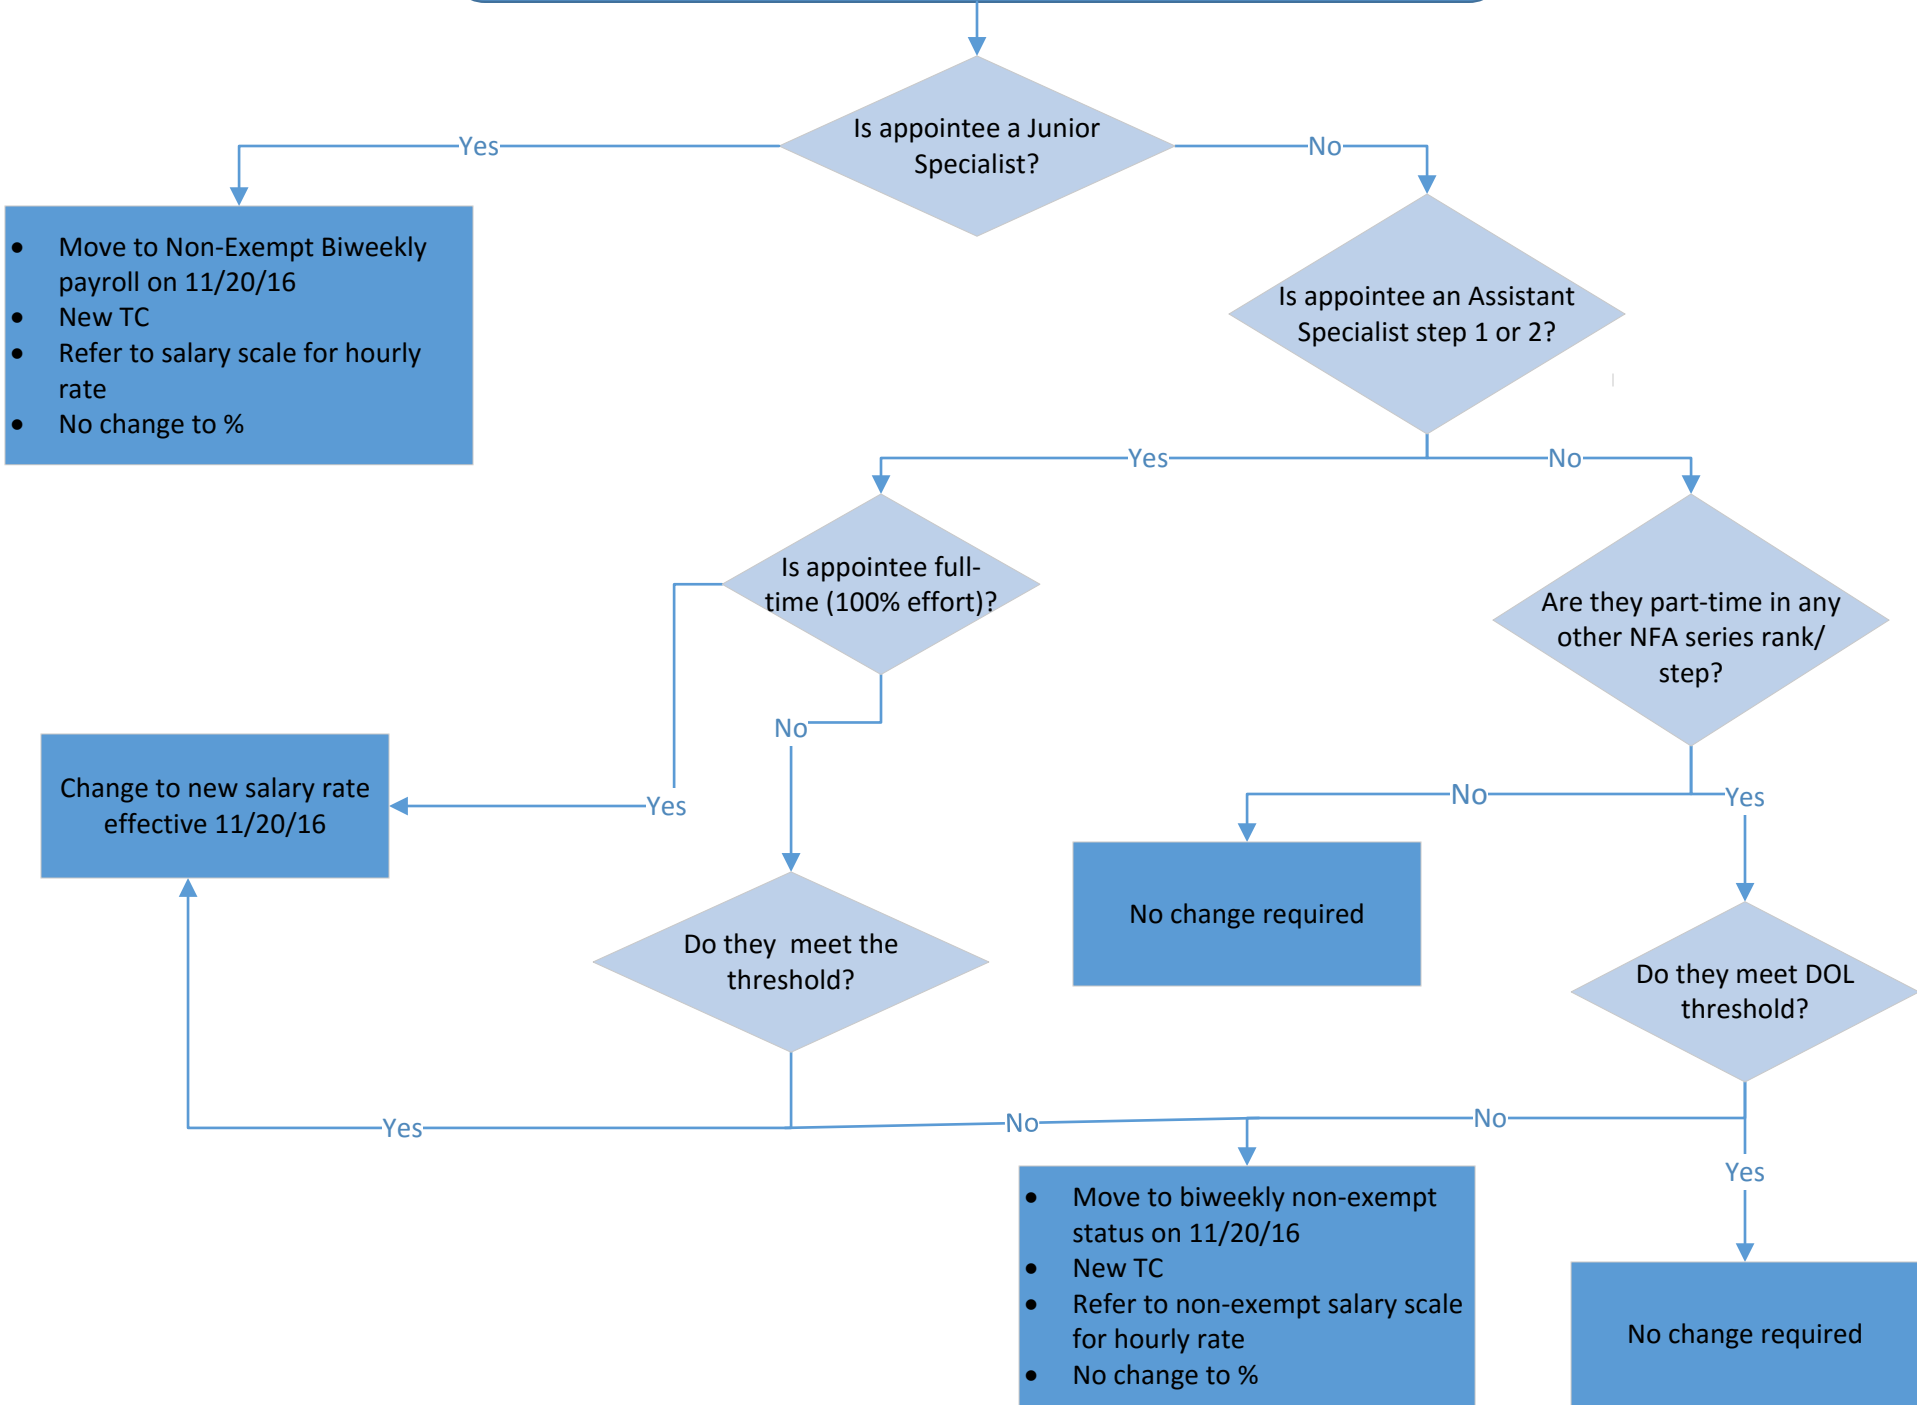 Is appointee a Junior
Specialist?
Yes
No
• Move to Non-Exempt Biweekly
payroll on 11/20/16
• New TC
• Refer to salary scale for hourly
rate
• No change to %
Is appointee an Assistant
Specialist step 1 or 2?
Yes
No
Is appointee full-
time (100% effort)?
Are they part-time in any
other NFA series rank/
step?
No
Yes
Change to new salary rate
effective 11/20/16
No
Yes
No change required
Do they  meet the
threshold?
Do they meet DOL
threshold?
Yes
No
No
Yes
• Move to biweekly non-exempt
status on 11/20/16
• New TC
• Refer to non-exempt salary scale
for hourly rate
• No change to %
No change required